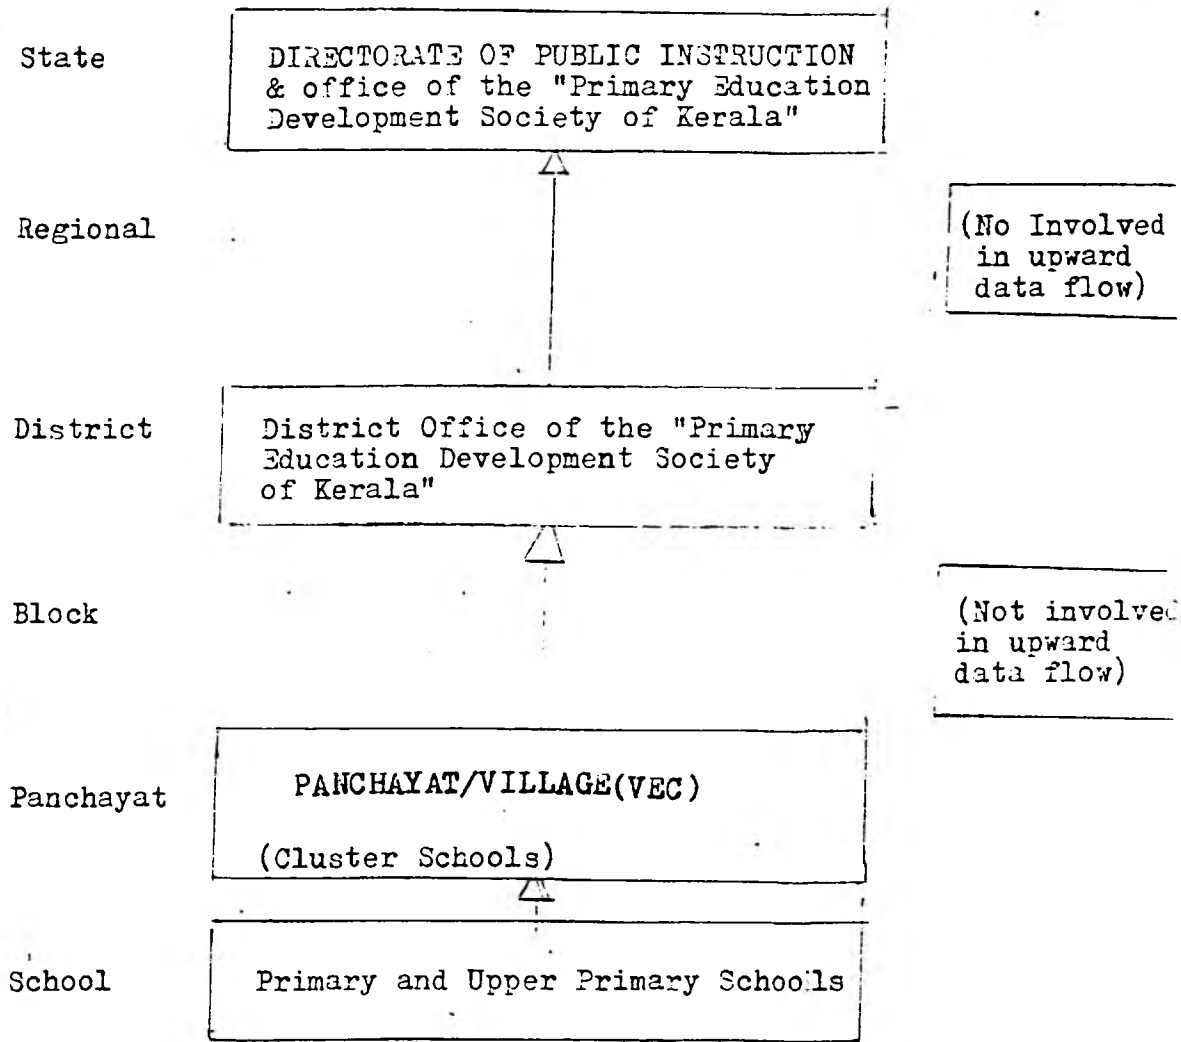 State
DIRECTORATE OF PUBLIC INSTRUCTION
& office of the "Primary Education
Development Society of Kerala"
Regional
(No Involved
in upward
data flow)
District
District Office of the "Primary
Education Development Society
of Kerala"
Block
(Not involved
in upward
data flow)
Panchayat
PANCHAYAT/VILLAGE(VEC)
(Cluster Schools)
School
Primary and Upper Primary Schools